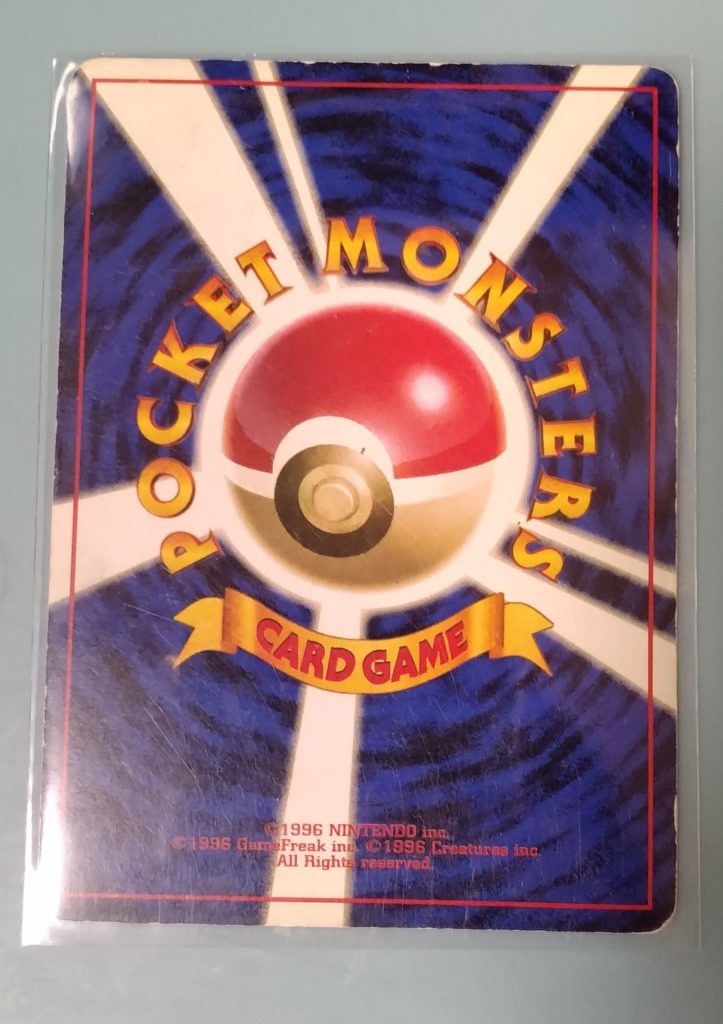 POCKET MONSTERS
CARD GAME
©1996 NINTENDO inc.
©1996 GameFreak inc. ©1996 Creatures inc.
All Rights reserved.